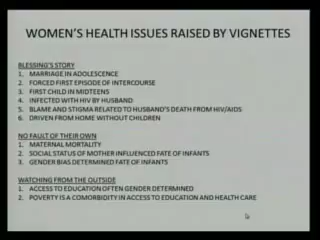 WOMEN'S HEALTH ISSUES RAISED BY VIGNETTES
BLESSING'S STORY
1. MARRIAGE IN ADOLESCENCE
2. FORCED FIRST EPISODE OF INTERCOURSE
3. FIRST CHILD IN MIDTEENS
4. INFECTED WITH HIV BY HUSBAND
5. BLAME AND STIGMA RELATED TO HUSBAND'S DEATH FROM HIV/AIDS
6. DRIVEN FROM HOME WITHOUT CHILDREN
NO FAULT OF THEIR OWN
1. MATERNAL MORTALITY
2. SOCIAL STATUS OF MOTHER INFLUENCED FATE OF INFANTS
3. GENDER BIAS DETERMINED FATE OF INFANTS
WATCHING FROM THE OUTSIDE
1. ACCESS TO EDUCATION OFTEN GENDER DETERMINED
2. POVERTY IS A COMORBIDITY IN ACCESS TO EDUCATION AND HEALTH CARE